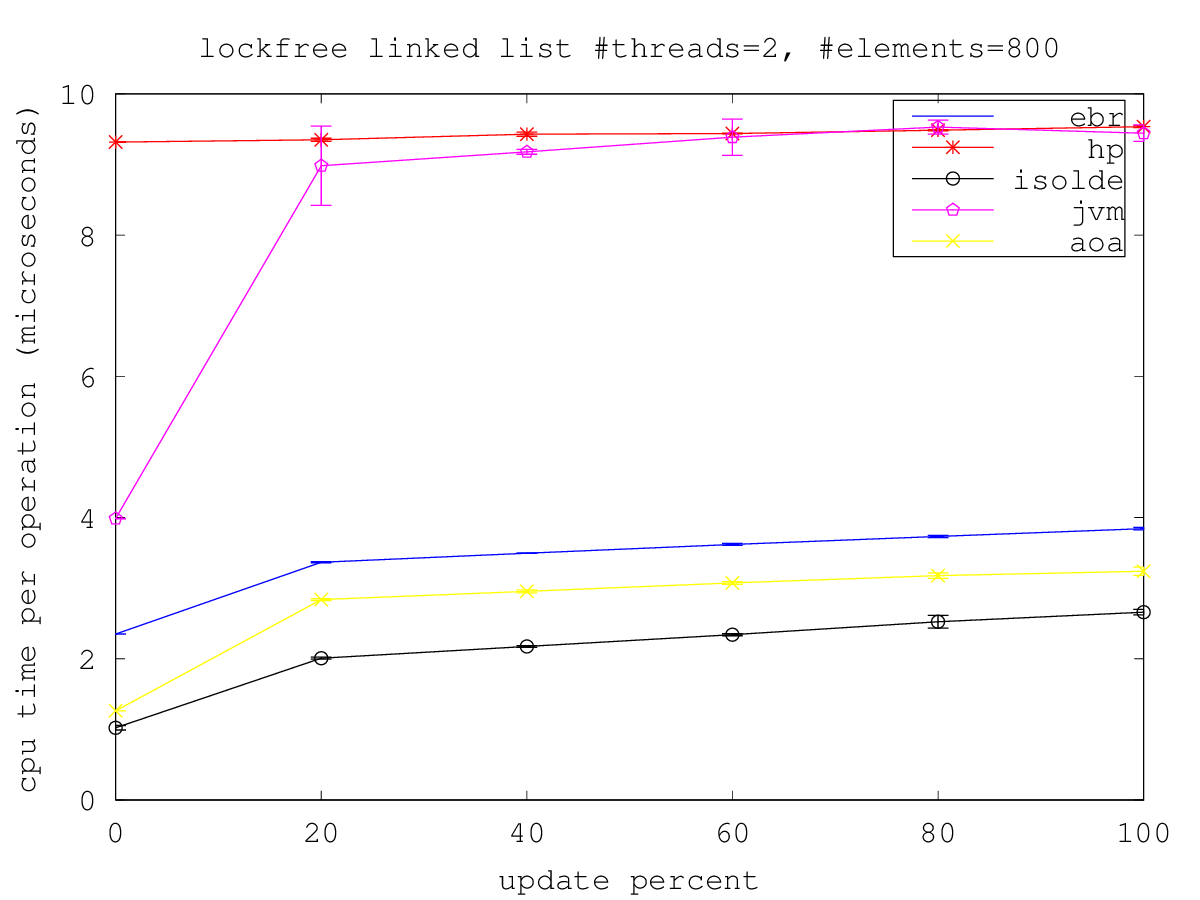 lockfree linked list #threads=2, #elements=800
cpu time per operation (microseconds)
10
8
6
4
2
0
ebr
hp
isolde
jvm
aoa
0 20 40 60 80 100
update percent